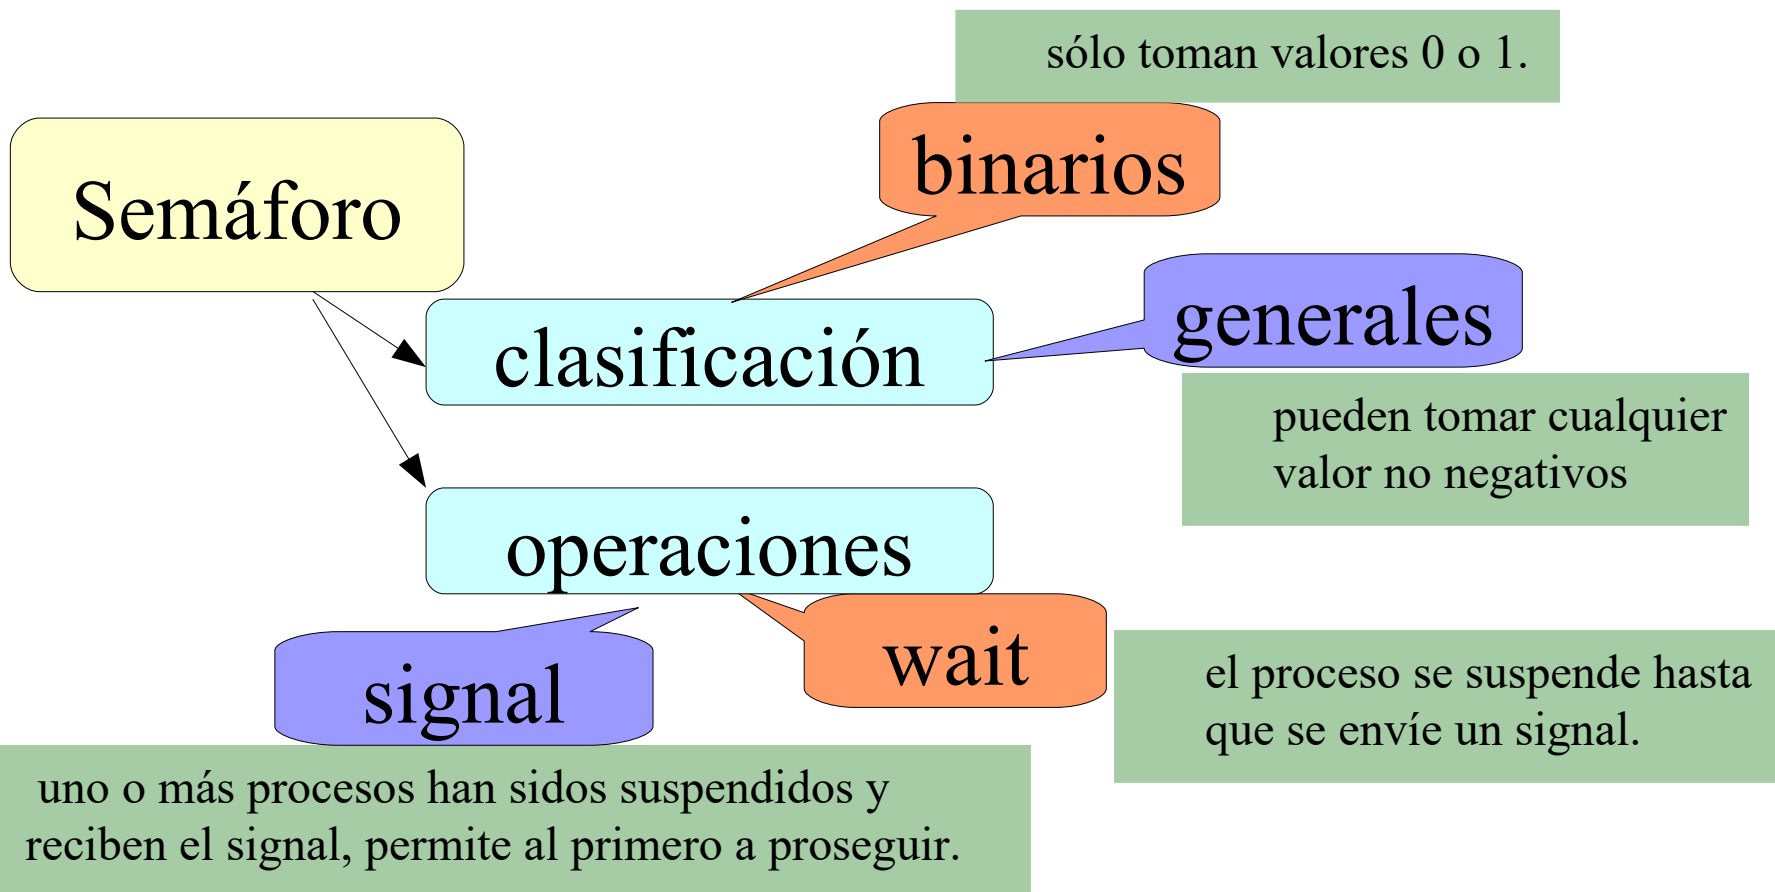 sólo toman valores 0 o 1.
binarios
Semáforo
generales
clasificación
pueden tomar cualquier
valor no negativos
operaciones
wait
signal
el proceso se suspende hasta
que se envíe un signal.
uno o más procesos han sidos suspendidos y
reciben el signal, permite al primero a proseguir.